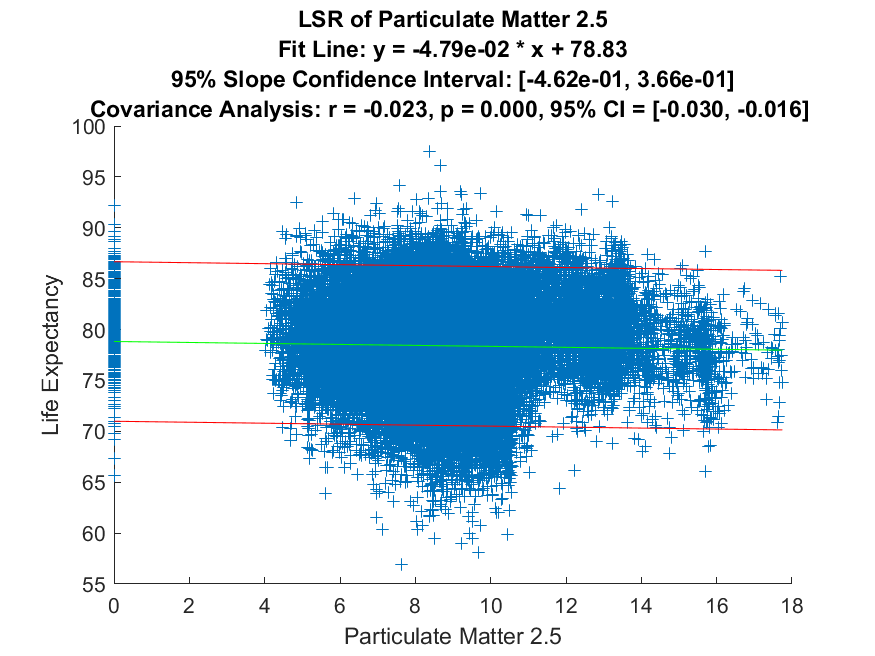 LSR of Particulate Matter 2.5
Fit Line: y = -4.79e-02 * x + 78.83
95% Slope Confidence Interval: [-4.62e-01, 3.66e-01]
Covariance Analysis: r = -0.023, p = 0.000, 95% CI = [-0.030, -0.016]
100
95
90
85
80
75
70
65
60
55
Life Expectancy
0 2 4 6 8 10 12 14 16 18
Particulate Matter 2.5